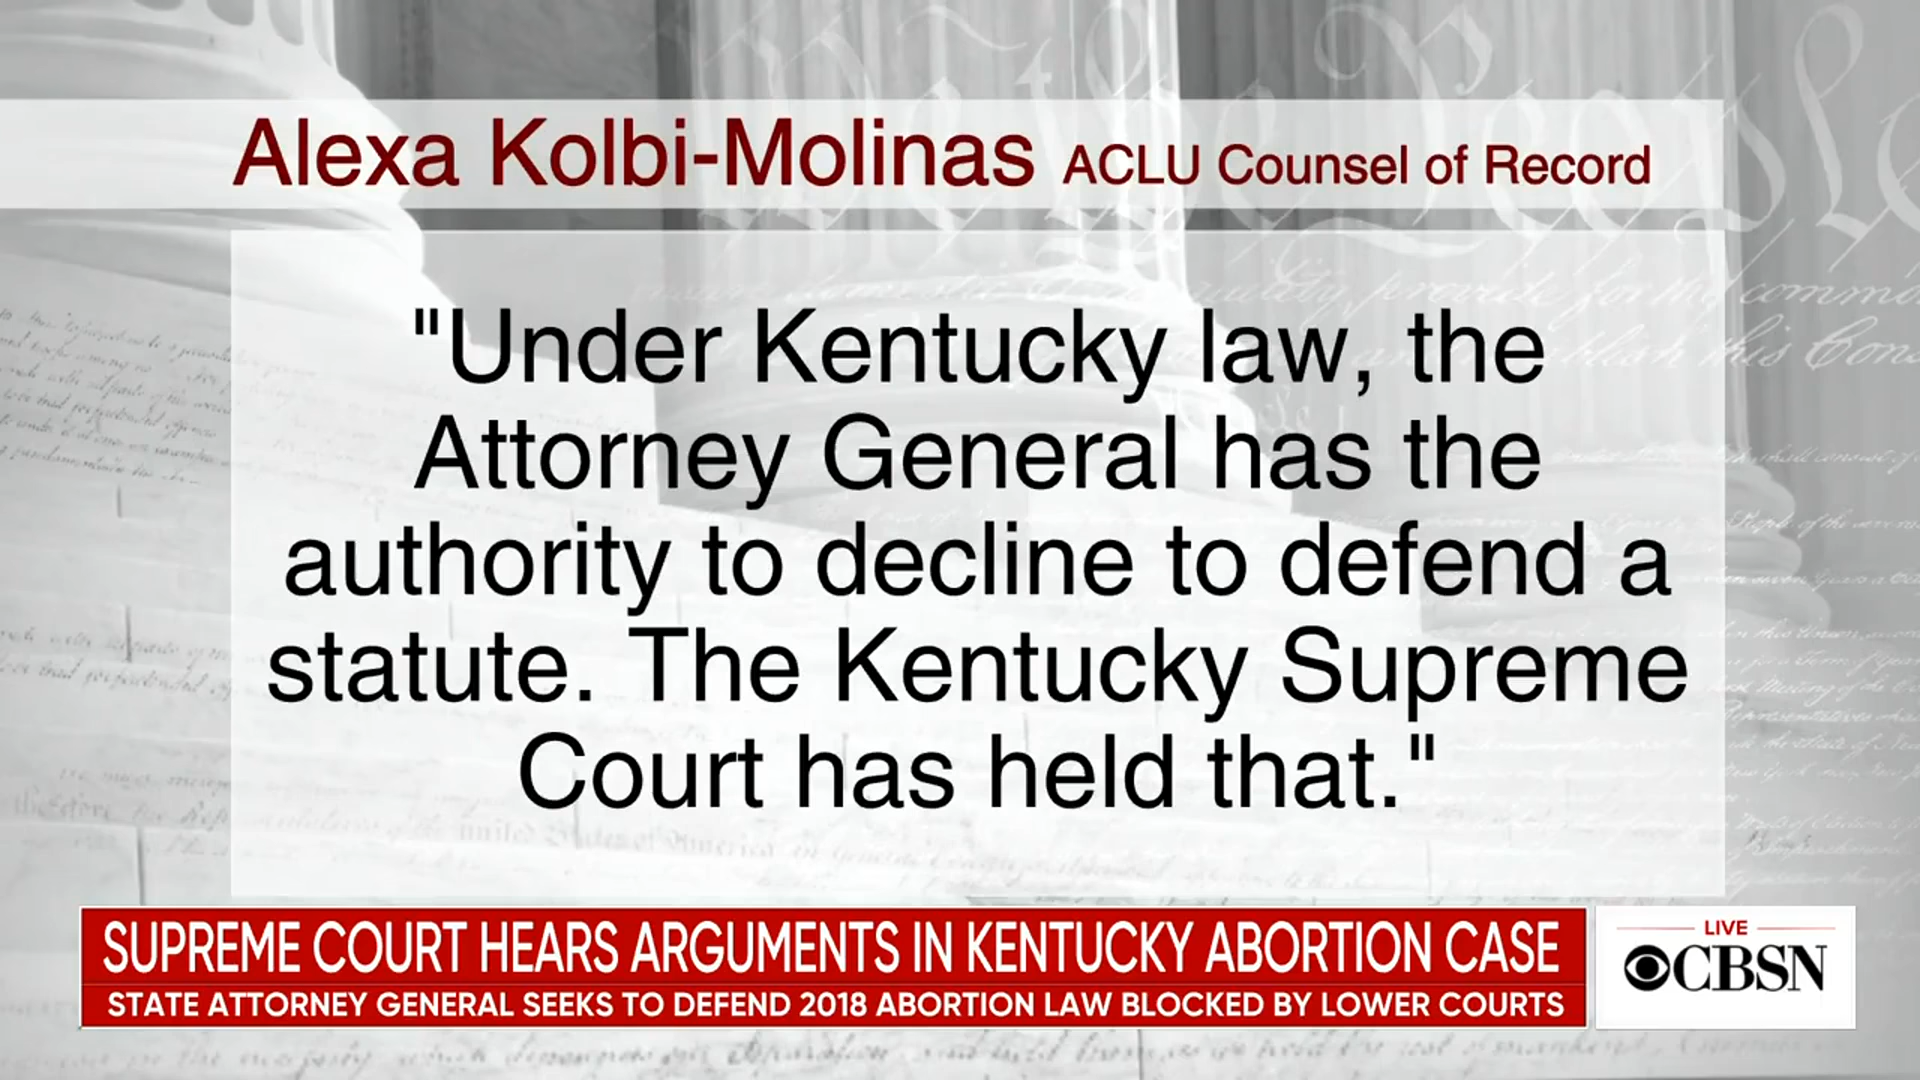 Alexa Kolbi-Molinas ACLU Counsel of Record
"Under Kentucky law, the
Attorney General has the
authority to decline to defend a
statute. The Kentucky Supreme
Court has held that."
SUPREME COURT HEARS ARGUMENTS IN KENTUCKY ABORTION CASE
STATE ATTORNEY GENERAL SEEKS TO DEFEND 2018 ABORTION LAW BLOCKED BY LOWER COURTS
LIVE
CBSN